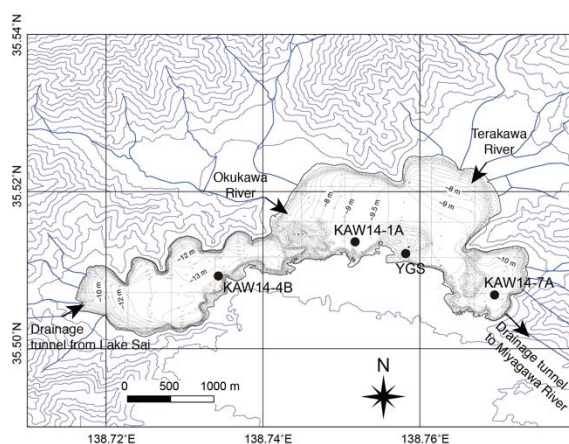 35.54°N
35.52°N
35.50°N
Terakawa
River
Okukawa
River
~8 m
~9 m
~9.5 m
~8 m
~9 m
KAW14-1A
YGS
~12 m
~13 m
KAW14-4B
~10 m
~12 m
~10 m
KAW14-7A
Drainage
tunnel from Lake Sai
Drainage tunnel
to Miyagawa River
N
0 500 1000 m
138.72°E 138.74°E 138.76°E